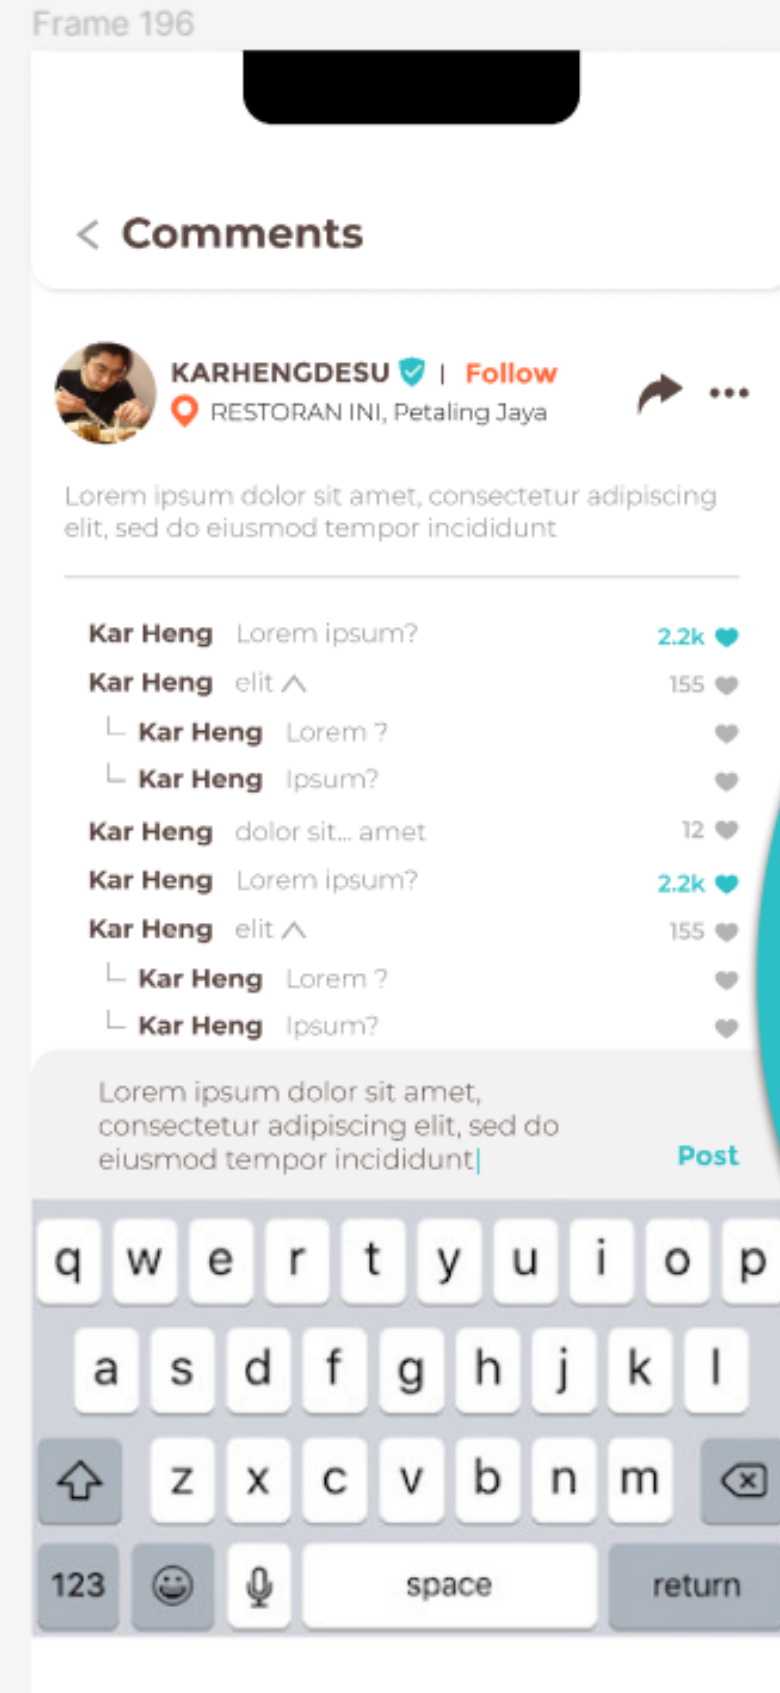 Frame 196
Comments
KARHENGDESU | Follow
RESTORAN INI, Petaling Jaya
Lorem ipsum dolor sit amet, consectetur adipiscing
elit, sed do eiusmod tempor incididunt
Kar Heng Lorem ipsum? 2.2k
Kar Heng elit 155
Kar Heng Lorem ?
Kar Heng Ipsum?
Kar Heng dolor sit... amet 12
Kar Heng Lorem ipsum? 2.2k
Kar Heng elit 155
Kar Heng Lorem ?
Kar Heng Ipsum?
Lorem ipsum dolor sit amet,
consectetur adipiscing elit, sed do
eiusmod tempor incididunt Post
q w e r t y u i o p
a s d f g h j k l
z x c v b n m
123 space return